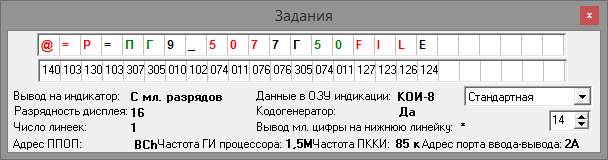 Задания
@ = Р = П Г 9 _ 5 0 7 7 Г 5 0 F I L E
140 103 130 103 307 305 010 102 074 011 076 076 305 074 011 127 123 126 124
Вывод на индикатор: С мл. разрядов Данные в ОЗУ индикации: КОИ-8 Стандартная
Разрядность дисплея: 16 Кодогенератор: Да
Число линеек: 1 Вывод мл. цифры на нижнюю линейку: * 14
Адрес ППОП: BCh Частота ГИ процессора: 1,5М Частота ПККИ: 85 к Адрес порта ввода-вывода: 2А